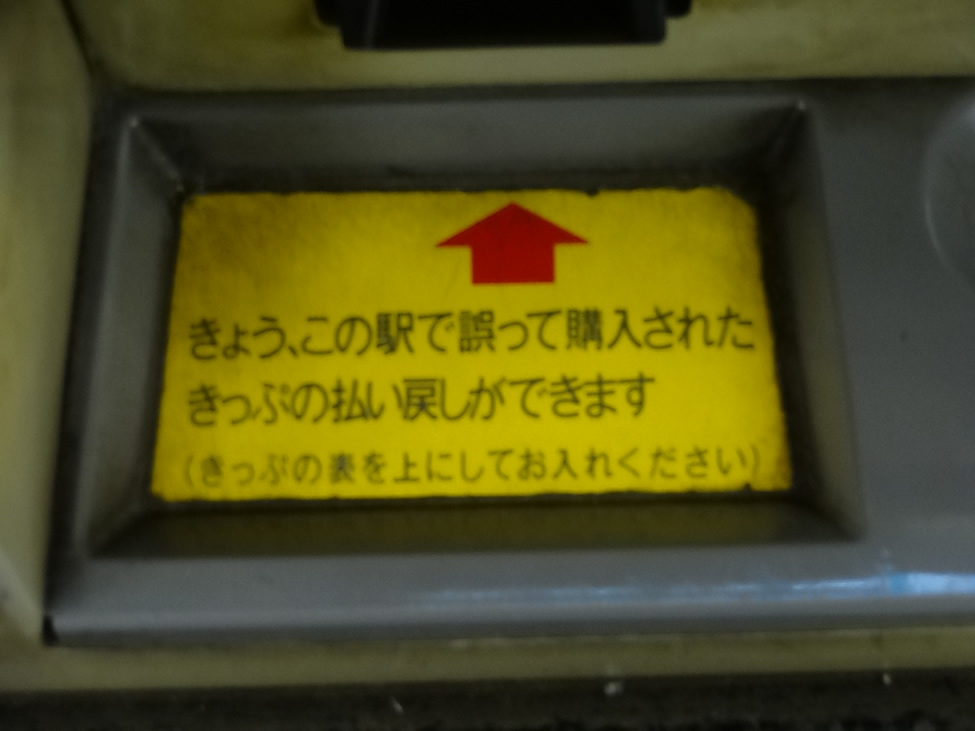 きょう、この駅で誤って購入された
きっぷの払い戻しができます
(きっぷの表を上にしてお入れください)